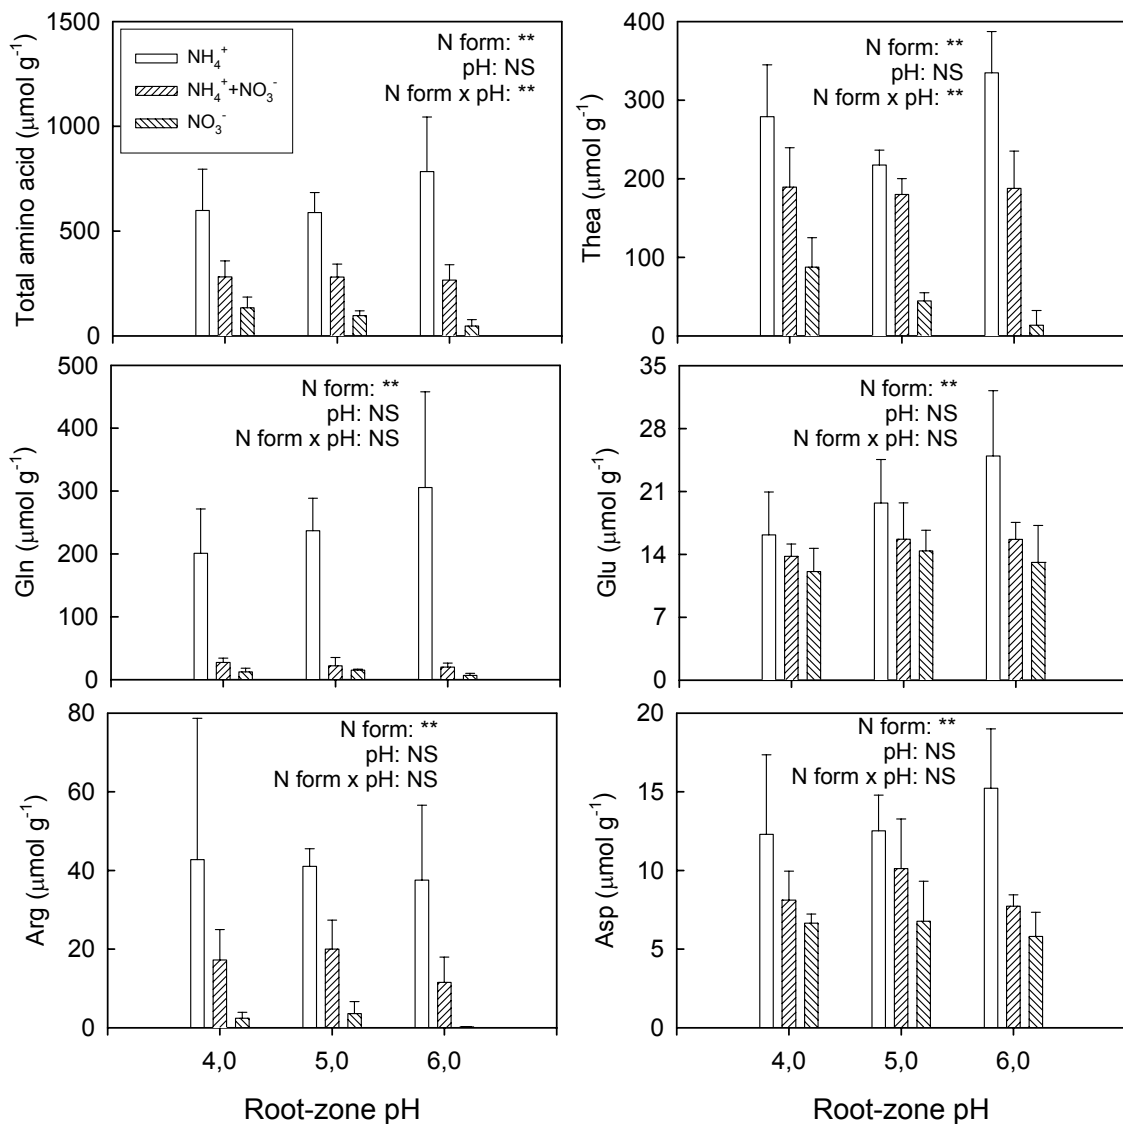 Total amino acid (μmol g⁻¹)
1500
1000
500
0
NH₄⁺
NH₄⁺+NO₃⁻
NO₃⁻
N form: **
pH: NS
N form x pH: **
Thea (μmol g⁻¹)
400
300
200
100
0
N form: **
pH: NS
N form x pH: **
Gln (μmol g⁻¹)
500
400
300
200
100
0
N form: **
pH: NS
N form x pH: NS
Glu (μmol g⁻¹)
35
28
21
14
7
0
N form: **
pH: NS
N form x pH: NS
Arg (μmol g⁻¹)
80
60
40
20
0
N form: **
pH: NS
N form x pH: NS
4,0 5,0 6,0
Root-zone pH
Asp (μmol g⁻¹)
20
15
10
5
0
N form: **
pH: NS
N form x pH: NS
4,0 5,0 6,0
Root-zone pH